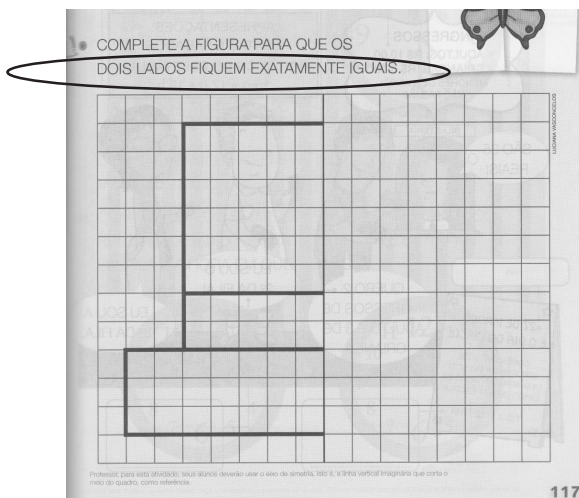 COMPLETE A FIGURA PARA QUE OS
DOIS LADOS FIQUEM EXATAMENTE IGUAIS.
LUCIANA VASCONCELOS
Professor, para esta atividade, seus alunos deverão usar o eixo de simetria, isto é, a linha vertical imaginária que corta o
meio do quadro, como referência.
117